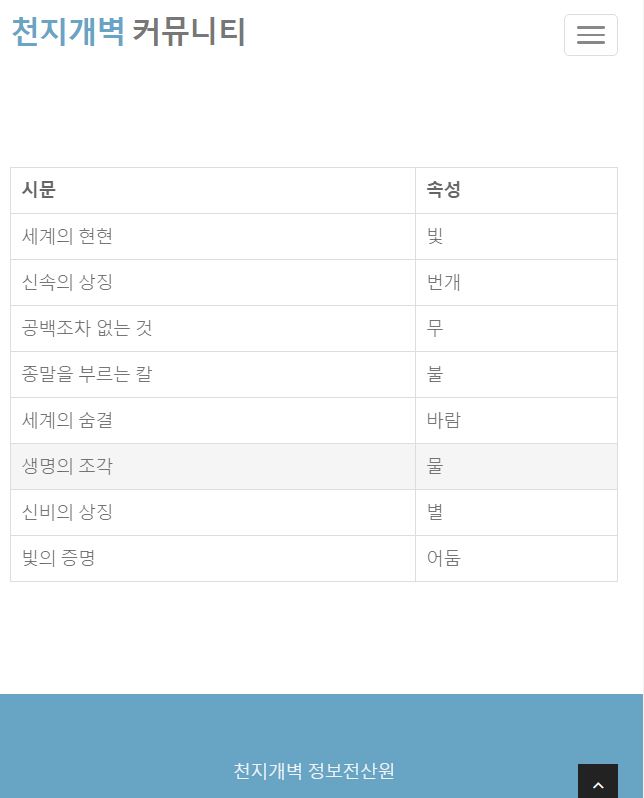 천지개벽 커뮤니티
시문 속성
세계의 현현 빛
신속의 상징 번개
공백조차 없는 것 무
종말을 부르는 칼 불
세계의 숨결 바람
생명의 조각 물
신비의 상징 별
빛의 증명 어둠
천지개벽 정보전산원